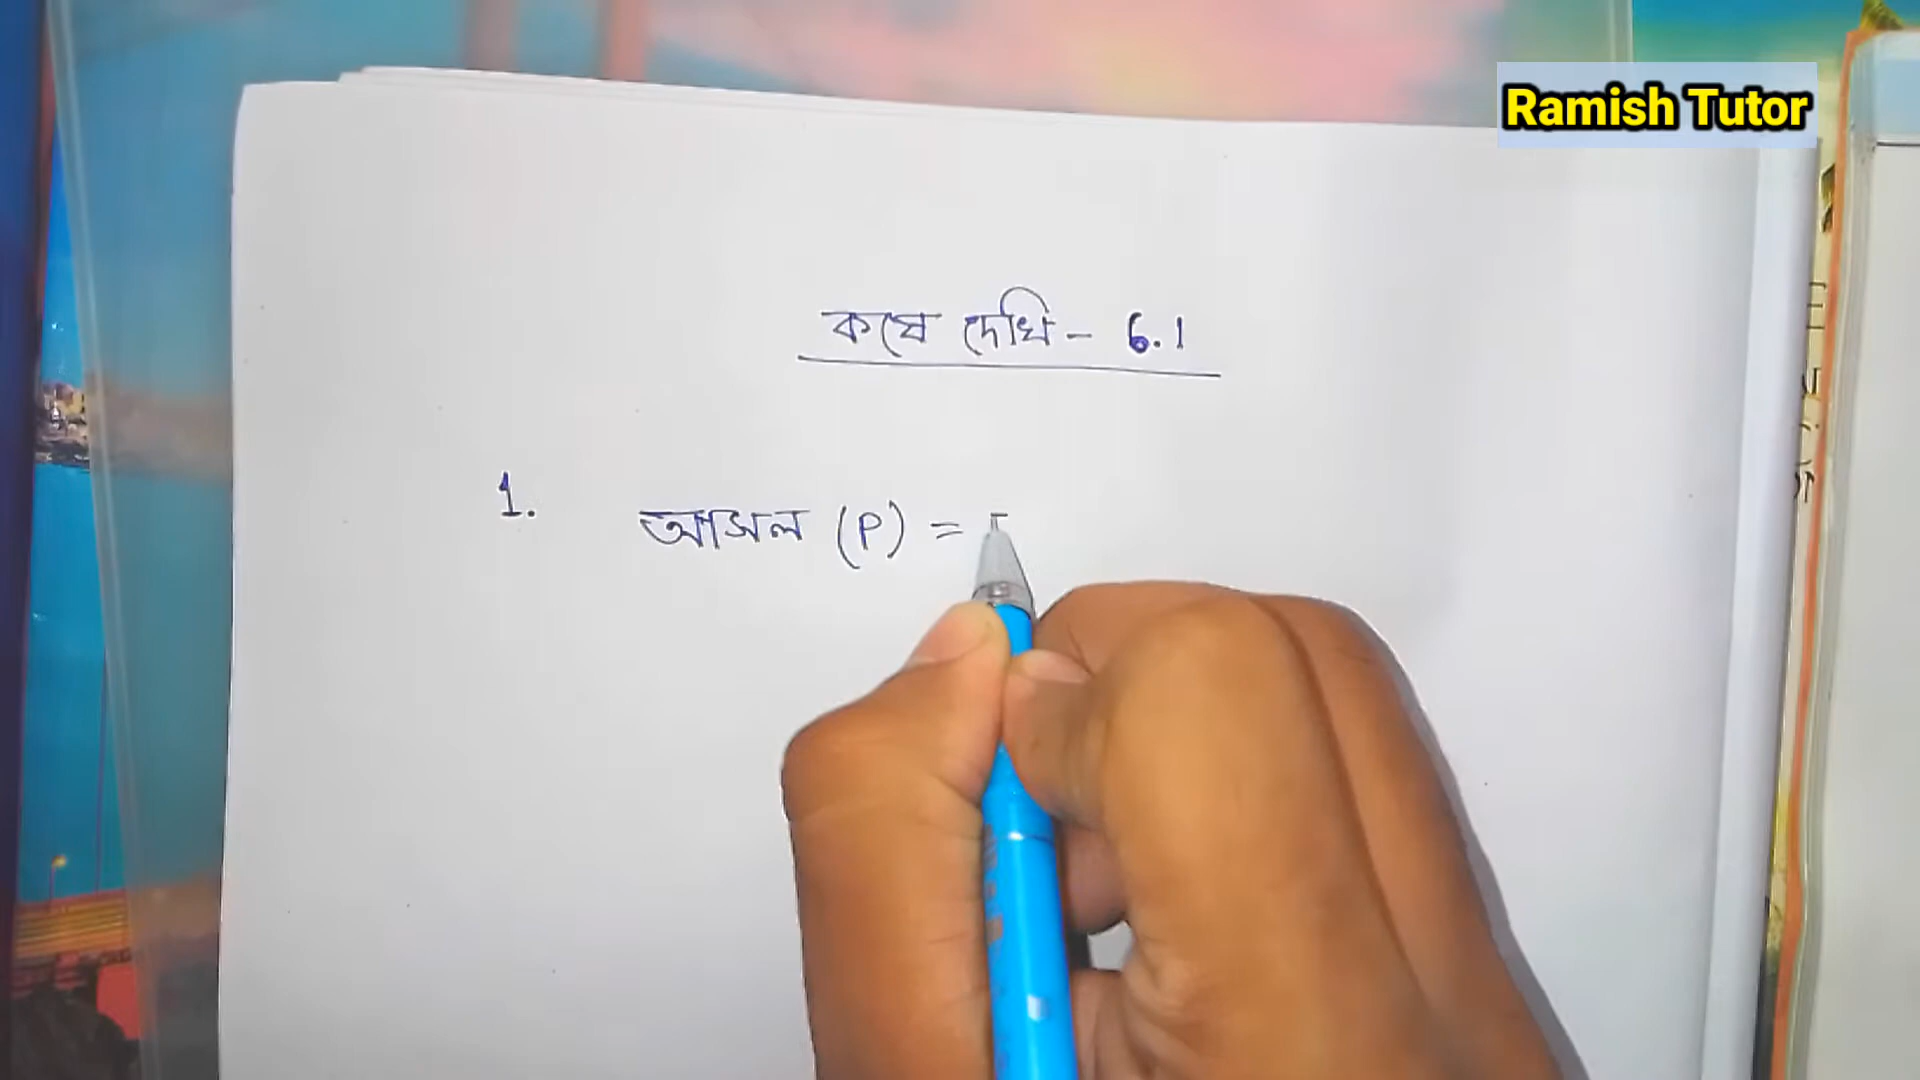 Ramish Tutor
কষে দেখি - 6.1
1. আসল (P) =